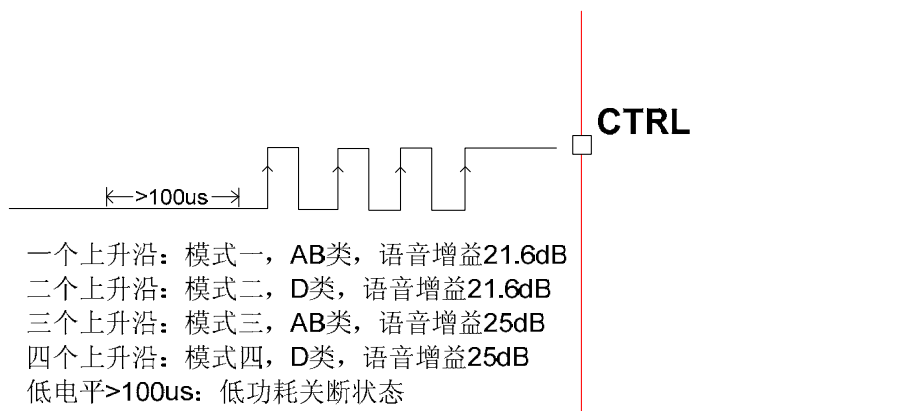 CTRL
>100us
一个上升沿：模式一，AB类，语音增益21.6dB
二个上升沿：模式二，D类，语音增益21.6dB
三个上升沿：模式三，AB类，语音增益25dB
四个上升沿：模式四，D类，语音增益25dB
低电平>100us：低功耗关断状态